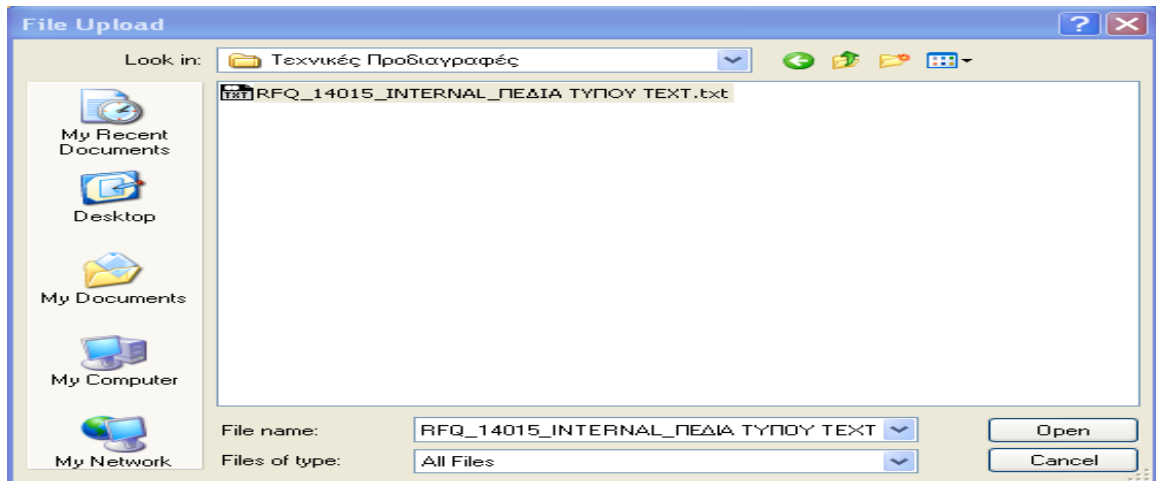 File Upload
Look in: Τεχνικές Προδιαγραφές
TXT RFQ_14015_INTERNAL_ΠΕΔΙΑ ΤΥΠΟΥ TEXT.txt
My Recent
Documents
Desktop
My Documents
My Computer
My Network
File name: RFQ_14015_INTERNAL_ΠΕΔΙΑ ΤΥΠΟΥ TEXT Open
Files of type: All Files Cancel